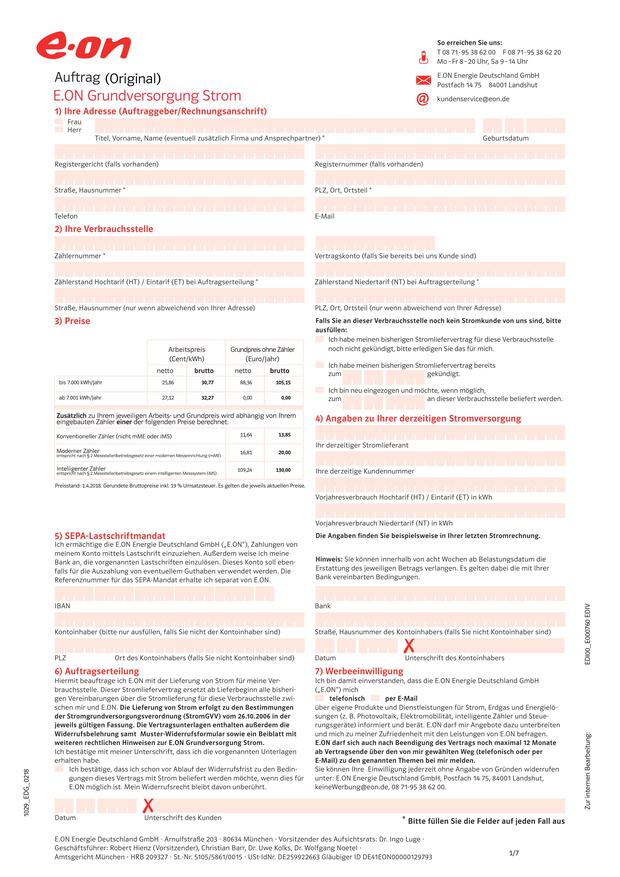 e·on
So erreichen Sie uns:
T 08 71-95 38 62 00 F 08 71-95 38 62 20
Mo-Fr 8-20 Uhr, Sa 9-14 Uhr
E.ON Energie Deutschland GmbH
Postfach 14 75 84001 Landshut
kundenservice@eon.de
Auftrag (Original)
E.ON Grundversorgung Strom
1) Ihre Adresse (Auftraggeber/Rechnungsanschrift)
Frau
Herr
Titel, Vorname, Name (eventuell zusätzlich Firma und Ansprechpartner) * Geburtsdatum
Registergericht (falls vorhanden) Registernummer (falls vorhanden)
Straße, Hausnummer * PLZ, Ort, Ortsteil *
Telefon E-Mail
2) Ihre Verbrauchsstelle
Zählernummer * Vertragskonto (falls Sie bereits bei uns Kunde sind)
Zählerstand Hochtarif (HT) / Eintarif (ET) bei Auftragserteilung * Zählerstand Niedertarif (NT) bei Auftragserteilung *
Straße, Hausnummer (nur wenn abweichend von Ihrer Adresse) PLZ, Ort, Ortsteil (nur wenn abweichend von Ihrer Adresse)
3) Preise
Arbeitspreis Grundpreis ohne Zähler
(Cent/kWh) (Euro/Jahr)
netto brutto netto brutto
bis 7.000 kWh/Jahr 25,86 30,77 88,36 105,15
ab 7.001 kWh/Jahr 27,12 32,27 0,00 0,00
Zusätzlich zu Ihrem jeweiligen Arbeits- und Grundpreis wird abhängig von Ihrem
eingebauten Zähler einer der folgenden Preise berechnet.
Konventioneller Zähler (nicht mME oder iMS) 11,64 13,85
Moderner Zähler 16,81 20,00
entspricht nach § 2 Messstellenbetriebsgesetz einer modernen Messeinrichtung (mME)
Intelligenter Zähler 109,24 130,00
entspricht nach § 2 Messstellenbetriebsgesetz einem intelligenten Messsystem (iMS)
Preisstand: 1.4.2018. Gerundete Bruttopreise inkl. 19 % Umsatzsteuer. Es gelten die jeweils aktuellen Preise.
Falls Sie an dieser Verbrauchsstelle noch kein Stromkunde von uns sind, bitte
ausfüllen:
Ich habe meinen bisherigen Stromliefervertrag für diese Verbrauchsstelle
noch nicht gekündigt, bitte erledigen Sie das für mich.
Ich habe meinen bisherigen Stromliefervertrag bereits
zum gekündigt.
Ich bin neu eingezogen und möchte, wenn möglich,
zum an dieser Verbrauchsstelle beliefert werden.
4) Angaben zu Ihrer derzeitigen Stromversorgung
Ihr derzeitiger Stromlieferant
Ihre derzeitige Kundennummer
Vorjahresverbrauch Hochtarif (HT) / Eintarif (ET) in kWh
Vorjahresverbrauch Niedertarif (NT) in kWh
Die Angaben finden Sie beispielsweise in Ihrer letzten Stromrechnung.
5) SEPA-Lastschriftmandat
Ich ermächtige die E.ON Energie Deutschland GmbH („E.ON“), Zahlungen von
meinem Konto mittels Lastschrift einzuziehen. Außerdem weise ich meine
Bank an, die vorgenannten Lastschriften einzulösen. Dieses Konto soll eben-
falls für die Auszahlung von eventuellem Guthaben verwendet werden. Die
Referenznummer für das SEPA-Mandat erhalte ich separat von E.ON.
Hinweis: Sie können innerhalb von acht Wochen ab Belastungsdatum die
Erstattung des jeweiligen Betrags verlangen. Es gelten dabei die mit Ihrer
Bank vereinbarten Bedingungen.
IBAN Bank
Kontoinhaber (bitte nur ausfüllen, falls Sie nicht der Kontoinhaber sind) Straße, Hausnummer des Kontoinhabers (falls Sie nicht Kontoinhaber sind)
X
PLZ Ort des Kontoinhabers (falls Sie nicht Kontoinhaber sind) Datum Unterschrift des Kontoinhabers
6) Auftragserteilung
Hiermit beauftrage ich E.ON mit der Lieferung von Strom für meine Ver-
brauchsstelle. Dieser Stromliefervertrag ersetzt ab Lieferbeginn alle bisheri-
gen Vereinbarungen über die Stromlieferung für diese Verbrauchsstelle zwi-
schen mir und E.ON. Die Lieferung von Strom erfolgt zu den Bestimmungen
der Stromgrundversorgungsverordnung (StromGVV) vom 26.10.2006 in der
jeweils gültigen Fassung. Die Vertragsunterlagen enthalten außerdem die
Widerrufsbelehrung samt Muster-Widerrufsformular sowie ein Beiblatt mit
weiteren rechtlichen Hinweisen zur E.ON Grundversorgung Strom.
Ich bestätige mit meiner Unterschrift, dass ich die vorgenannten Unterlagen
erhalten habe.
Ich bestätige, dass ich schon vor Ablauf der Widerrufsfrist zu den Bedin-
gungen dieses Vertrags mit Strom beliefert werden möchte, wenn dies für
E.ON möglich ist. Mein Widerrufsrecht bleibt davon unberührt.
7) Werbeeinwilligung
Ich bin damit einverstanden, dass die E.ON Energie Deutschland GmbH
(„E.ON“) mich
telefonisch per E-Mail
über eigene Produkte und Dienstleistungen für Strom, Erdgas und Energielö-
sungen (z. B. Photovoltaik, Elektromobilität, intelligente Zähler und Steue-
rungsgeräte) informiert und berät. E.ON darf mir Angebote dazu unterbreiten
und mich zu meiner Zufriedenheit mit den Leistungen von E.ON befragen.
E.ON darf sich auch nach Beendigung des Vertrags noch maximal 12 Monate
ab Vertragsende über den von mir gewählten Weg (telefonisch oder per
E-Mail) zu den genannten Themen bei mir melden.
Sie können Ihre Einwilligung jederzeit ohne Angabe von Gründen widerrufen
unter: E.ON Energie Deutschland GmbH, Postfach 14 75, 84001 Landshut,
keineWerbung@eon.de, 08 71-95 38 62 00.
X
Datum Unterschrift des Kunden
* Bitte füllen Sie die Felder auf jeden Fall aus
E.ON Energie Deutschland GmbH · Arnulfstraße 203 · 80634 München · Vorsitzender des Aufsichtsrats: Dr. Ingo Luge ·
Geschäftsführer: Robert Hienz (Vorsitzender), Christian Barr, Dr. Uwe Kolks, Dr. Wolfgang Noetel ·
Amtsgericht München · HRB 209327 · St.-Nr. 5105/5861/0015 · USt-IdNr. DE259922663 Gläubiger ID DE41EON00000129793
1/7
1029_EDG_0218
EDI00_E000760 EDIV
Zur internen Bearbeitung: